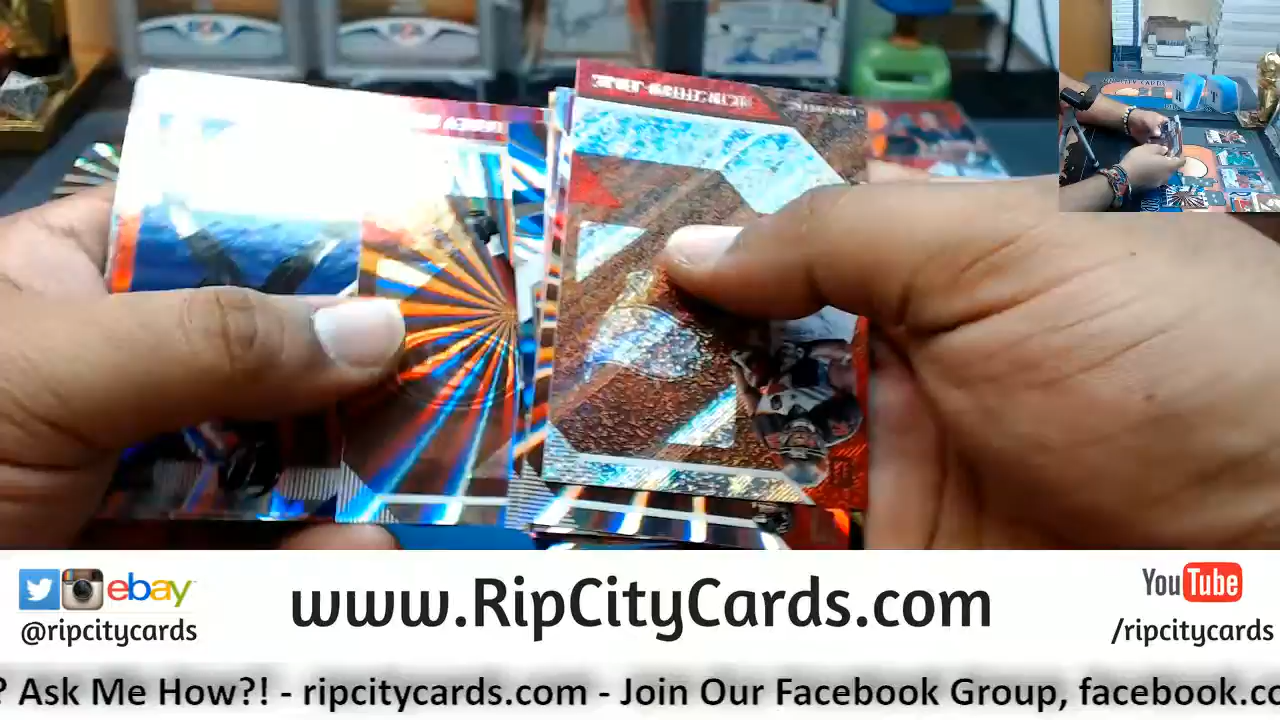 www.RipCityCards.com
ebay
@ripcitycards
YouTube
/ripcitycards
? Ask Me How?! - ripcitycards.com - Join Our Facebook Group, facebook.co